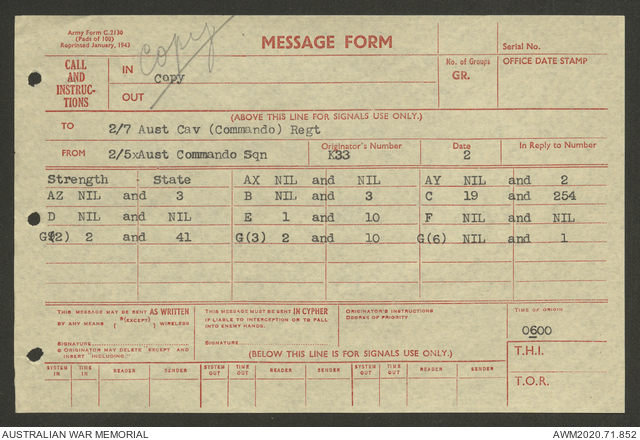 Army Form C.2130
(Pads of 100)
Reprinted January, 1943
Copy
MESSAGE FORM
Serial No.
CALL AND INSTRUC- TIONS
IN Copy
OUT
No. of Groups GR.
OFFICE DATE STAMP
(ABOVE THIS LINE FOR SIGNALS USE ONLY.)
TO 2/7 Aust Cav (Commando) Regt
FROM 2/5xAust Commando Sqn
Originator's Number K33
Date 2
In Reply to Number
Strength - State AX NIL and NIL AY NIL and 2
AZ NIL and 3 B NIL and 3 C 19 and 254
D NIL and NIL E 1 and 10 F NIL and NIL
G(2) 2 and 41 G(3) 2 and 10 G(6) NIL and 1
THIS MESSAGE MAY BE SENT AS WRITTEN
BY ANY MEANS (EXCEPT) WIRELESS
SIGNATURE
ORIGINATOR MAY DELETE "EXCEPT" AND INSERT "INCLUDING."
THIS MESSAGE MUST BE SENT IN CYPHER
IF LIABLE TO INTERCEPTION OR TO FALL
INTO ENEMY HANDS.
SIGNATURE
ORIGINATOR'S INSTRUCTIONS
DEGREE OF PRIORITY
TIME OF ORIGIN
0600
(BELOW THIS LINE IS FOR SIGNALS USE ONLY.)
T.H.I.
T.O.R.
SYSTEM IN TIME IN READER SENDER SYSTEM OUT TIME OUT READER SENDER SYSTEM OUT TIME OUT READER SENDER
AUSTRALIAN WAR MEMORIAL
AWM2020.71.852